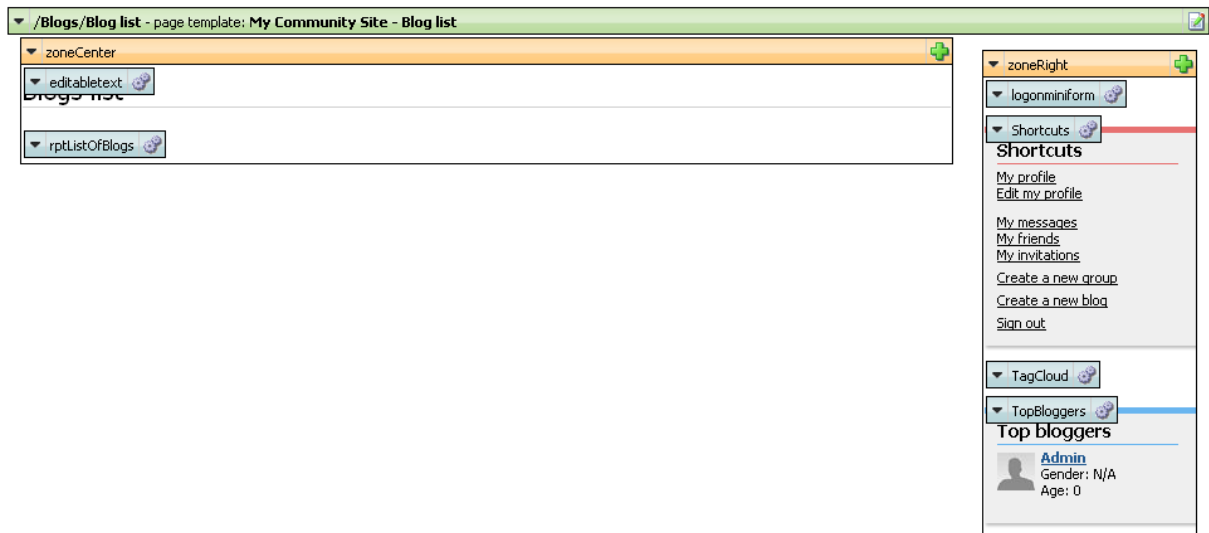 /Blogs/Blog list - page template: My Community Site - Blog list
zoneCenter
editabletext
Blogs list
rptListOfBlogs
zoneRight
logonminiform
Shortcuts
Shortcuts
My profile
Edit my profile
My messages
My friends
My invitations
Create a new group
Create a new blog
Sign out
TagCloud
TopBloggers
Top bloggers
Admin
Gender: N/A
Age: 0